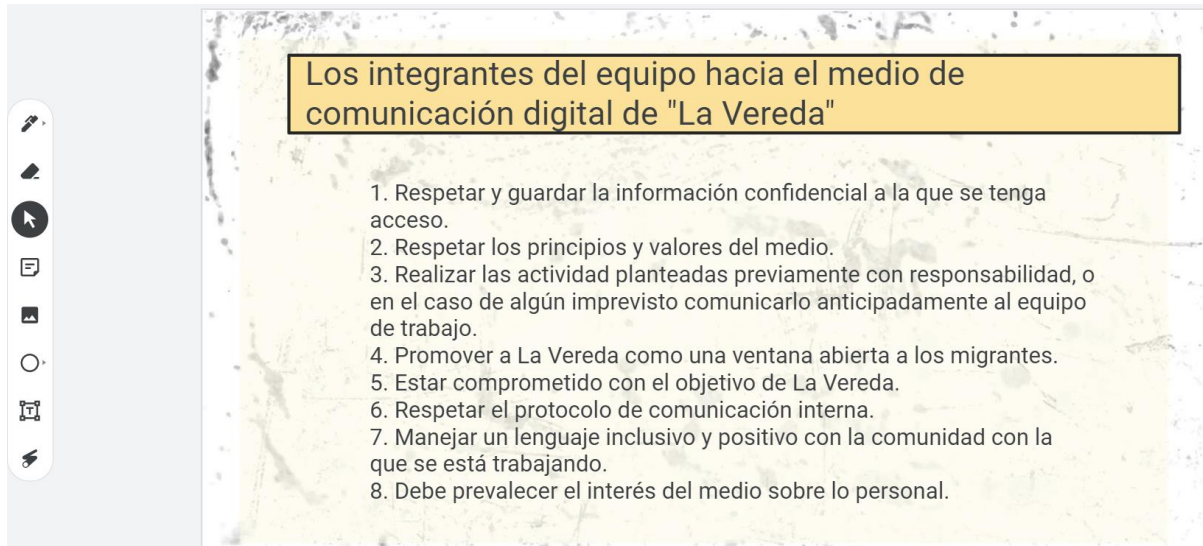 Los integrantes del equipo hacia el medio de
comunicación digital de "La Vereda"
1. Respetar y guardar la información confidencial a la que se tenga
acceso.
2. Respetar los principios y valores del medio.
3. Realizar las actividad planteadas previamente con responsabilidad, o
en el caso de algún imprevisto comunicarlo anticipadamente al equipo
de trabajo.
4. Promover a La Vereda como una ventana abierta a los migrantes.
5. Estar comprometido con el objetivo de La Vereda.
6. Respetar el protocolo de comunicación interna.
7. Manejar un lenguaje inclusivo y positivo con la comunidad con la
que se está trabajando.
8. Debe prevalecer el interés del medio sobre lo personal.